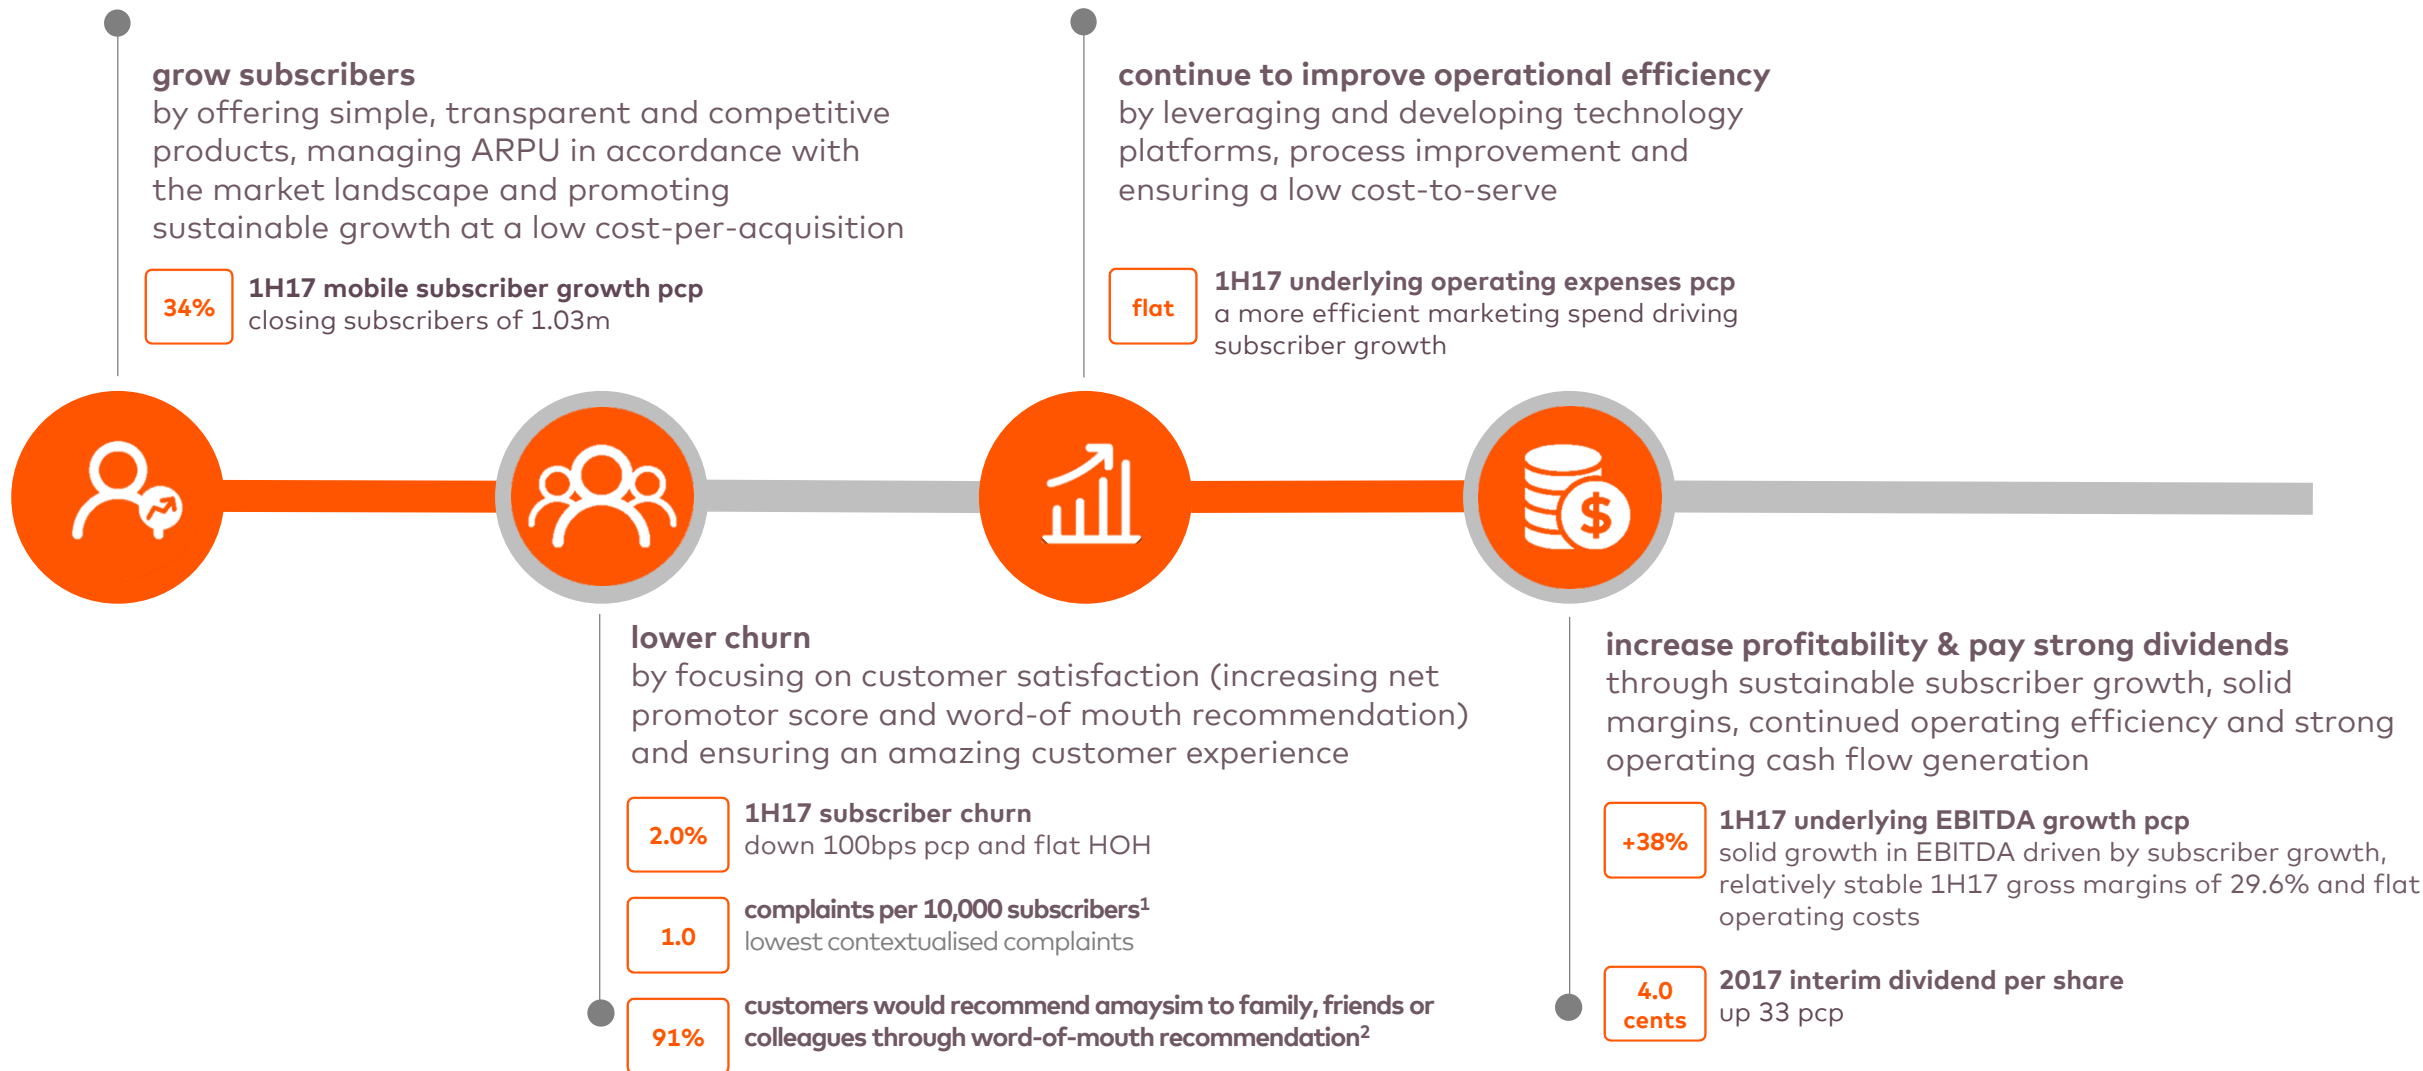 grow subscribers
by offering simple, transparent and competitive
products, managing ARPU in accordance with
the market landscape and promoting
sustainable growth at a low cost-per-acquisition
34%
1H17 mobile subscriber growth pcp
closing subscribers of 1.03m
continue to improve operational efficiency
by leveraging and developing technology
platforms, process improvement and
ensuring a low cost-to-serve
flat
1H17 underlying operating expenses pcp
a more efficient marketing spend driving
subscriber growth
$
lower churn
by focusing on customer satisfaction (increasing net
promotor score and word-of mouth recommendation)
and ensuring an amazing customer experience
2.0%
1H17 subscriber churn
down 100bps pcp and flat HOH
1.0
complaints per 10,000 subscribers¹
lowest contextualised complaints
91%
customers would recommend amaysim to family, friends or
colleagues through word-of-mouth recommendation²
increase profitability & pay strong dividends
through sustainable subscriber growth, solid
margins, continued operating efficiency and strong
operating cash flow generation
+38%
1H17 underlying EBITDA growth pcp
solid growth in EBITDA driven by subscriber growth,
relatively stable 1H17 gross margins of 29.6% and flat
operating costs
4.0
cents
2017 interim dividend per share
up 33 pcp